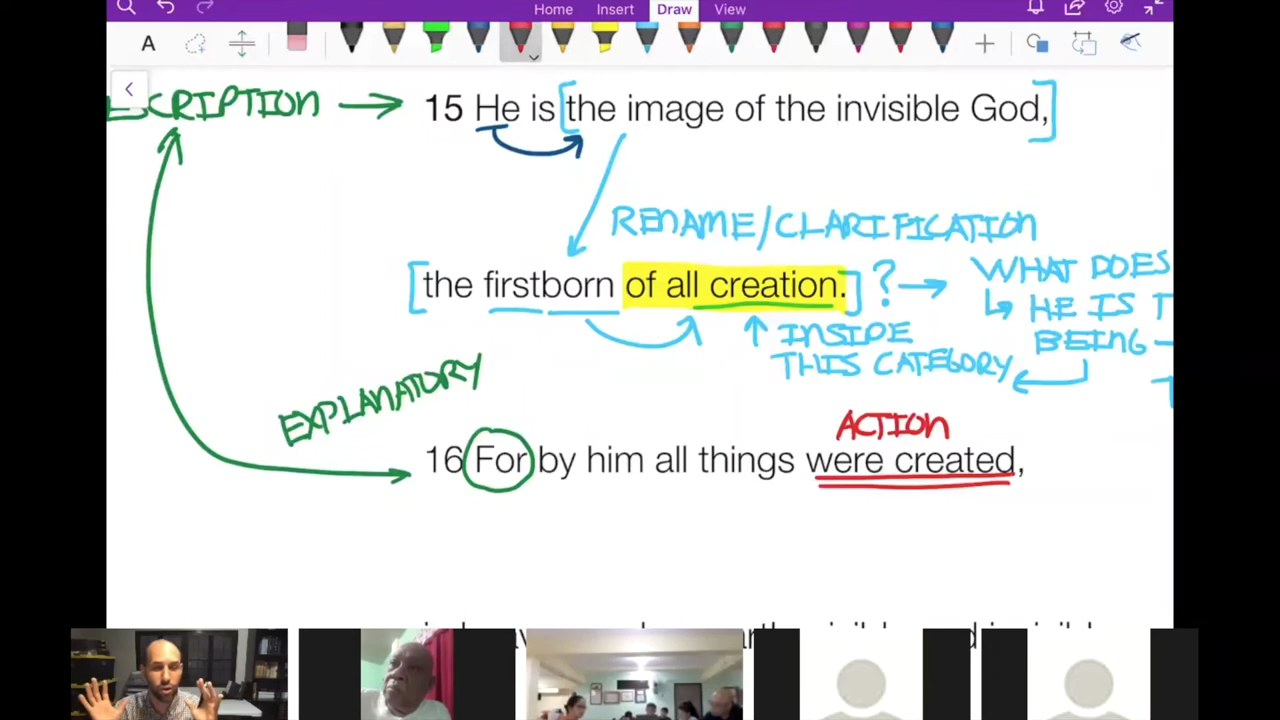 Home Insert Draw View
A
ESCRIPTION → 15 He is [the image of the invisible God,]
RENAME/CLARIFICATION
[the firstborn of all creation.] ? → WHAT DOES
HE IS T
INSIDE BEING -
THIS CATEGORY
EXPLANATORY
ACTION
16 For by him all things were created,